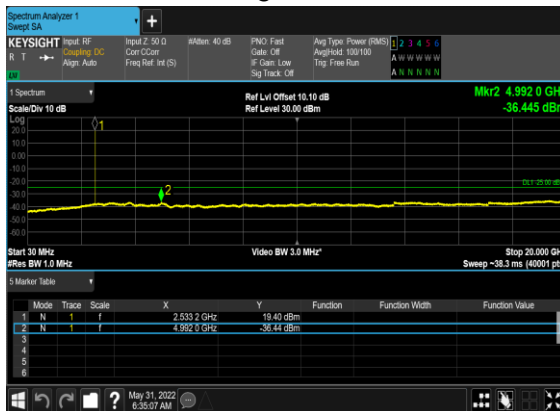 Spectrum Analyzer 1
Swept SA
+
KEYSIGHT Input: RF Input Z: 50 Ω #Atten: 40 dB PNO: Fast Avg Type: Power (RMS) 1 2 3 4 5 6
R T Coupling: DC Corr CCorr Gate: Off Avg|Hold: 100/100 A W W W W W
Align: Auto Freq Ref: Int (S) IF Gain: Low Trig: Free Run
Sig Track: Off A N N N N N
1 Spectrum Ref Lvl Offset 10.10 dB Mkr2 4.992 0 GH
Scale/Div 10 dB Ref Level 30.00 dBm -36.445 dBr
Log
20.0
1
10.0
0.00
-10.0
-20.0
DL1 -25.00 dB
-30.0
2
-40.0
-50.0
-60.0
Start 30 MHz Video BW 3.0 MHz* Stop 20.000 GH
#Res BW 1.0 MHz Sweep ~38.3 ms (40001 pt
5 Marker Table
Mode Trace Scale X Y Function Function Width Function Value
1 N 1 f 2.533 2 GHz 19.40 dBm
2 N 1 f 4.992 0 GHz -36.44 dBm
3
4
5
6
? May 31, 2022
6:35:07 AM